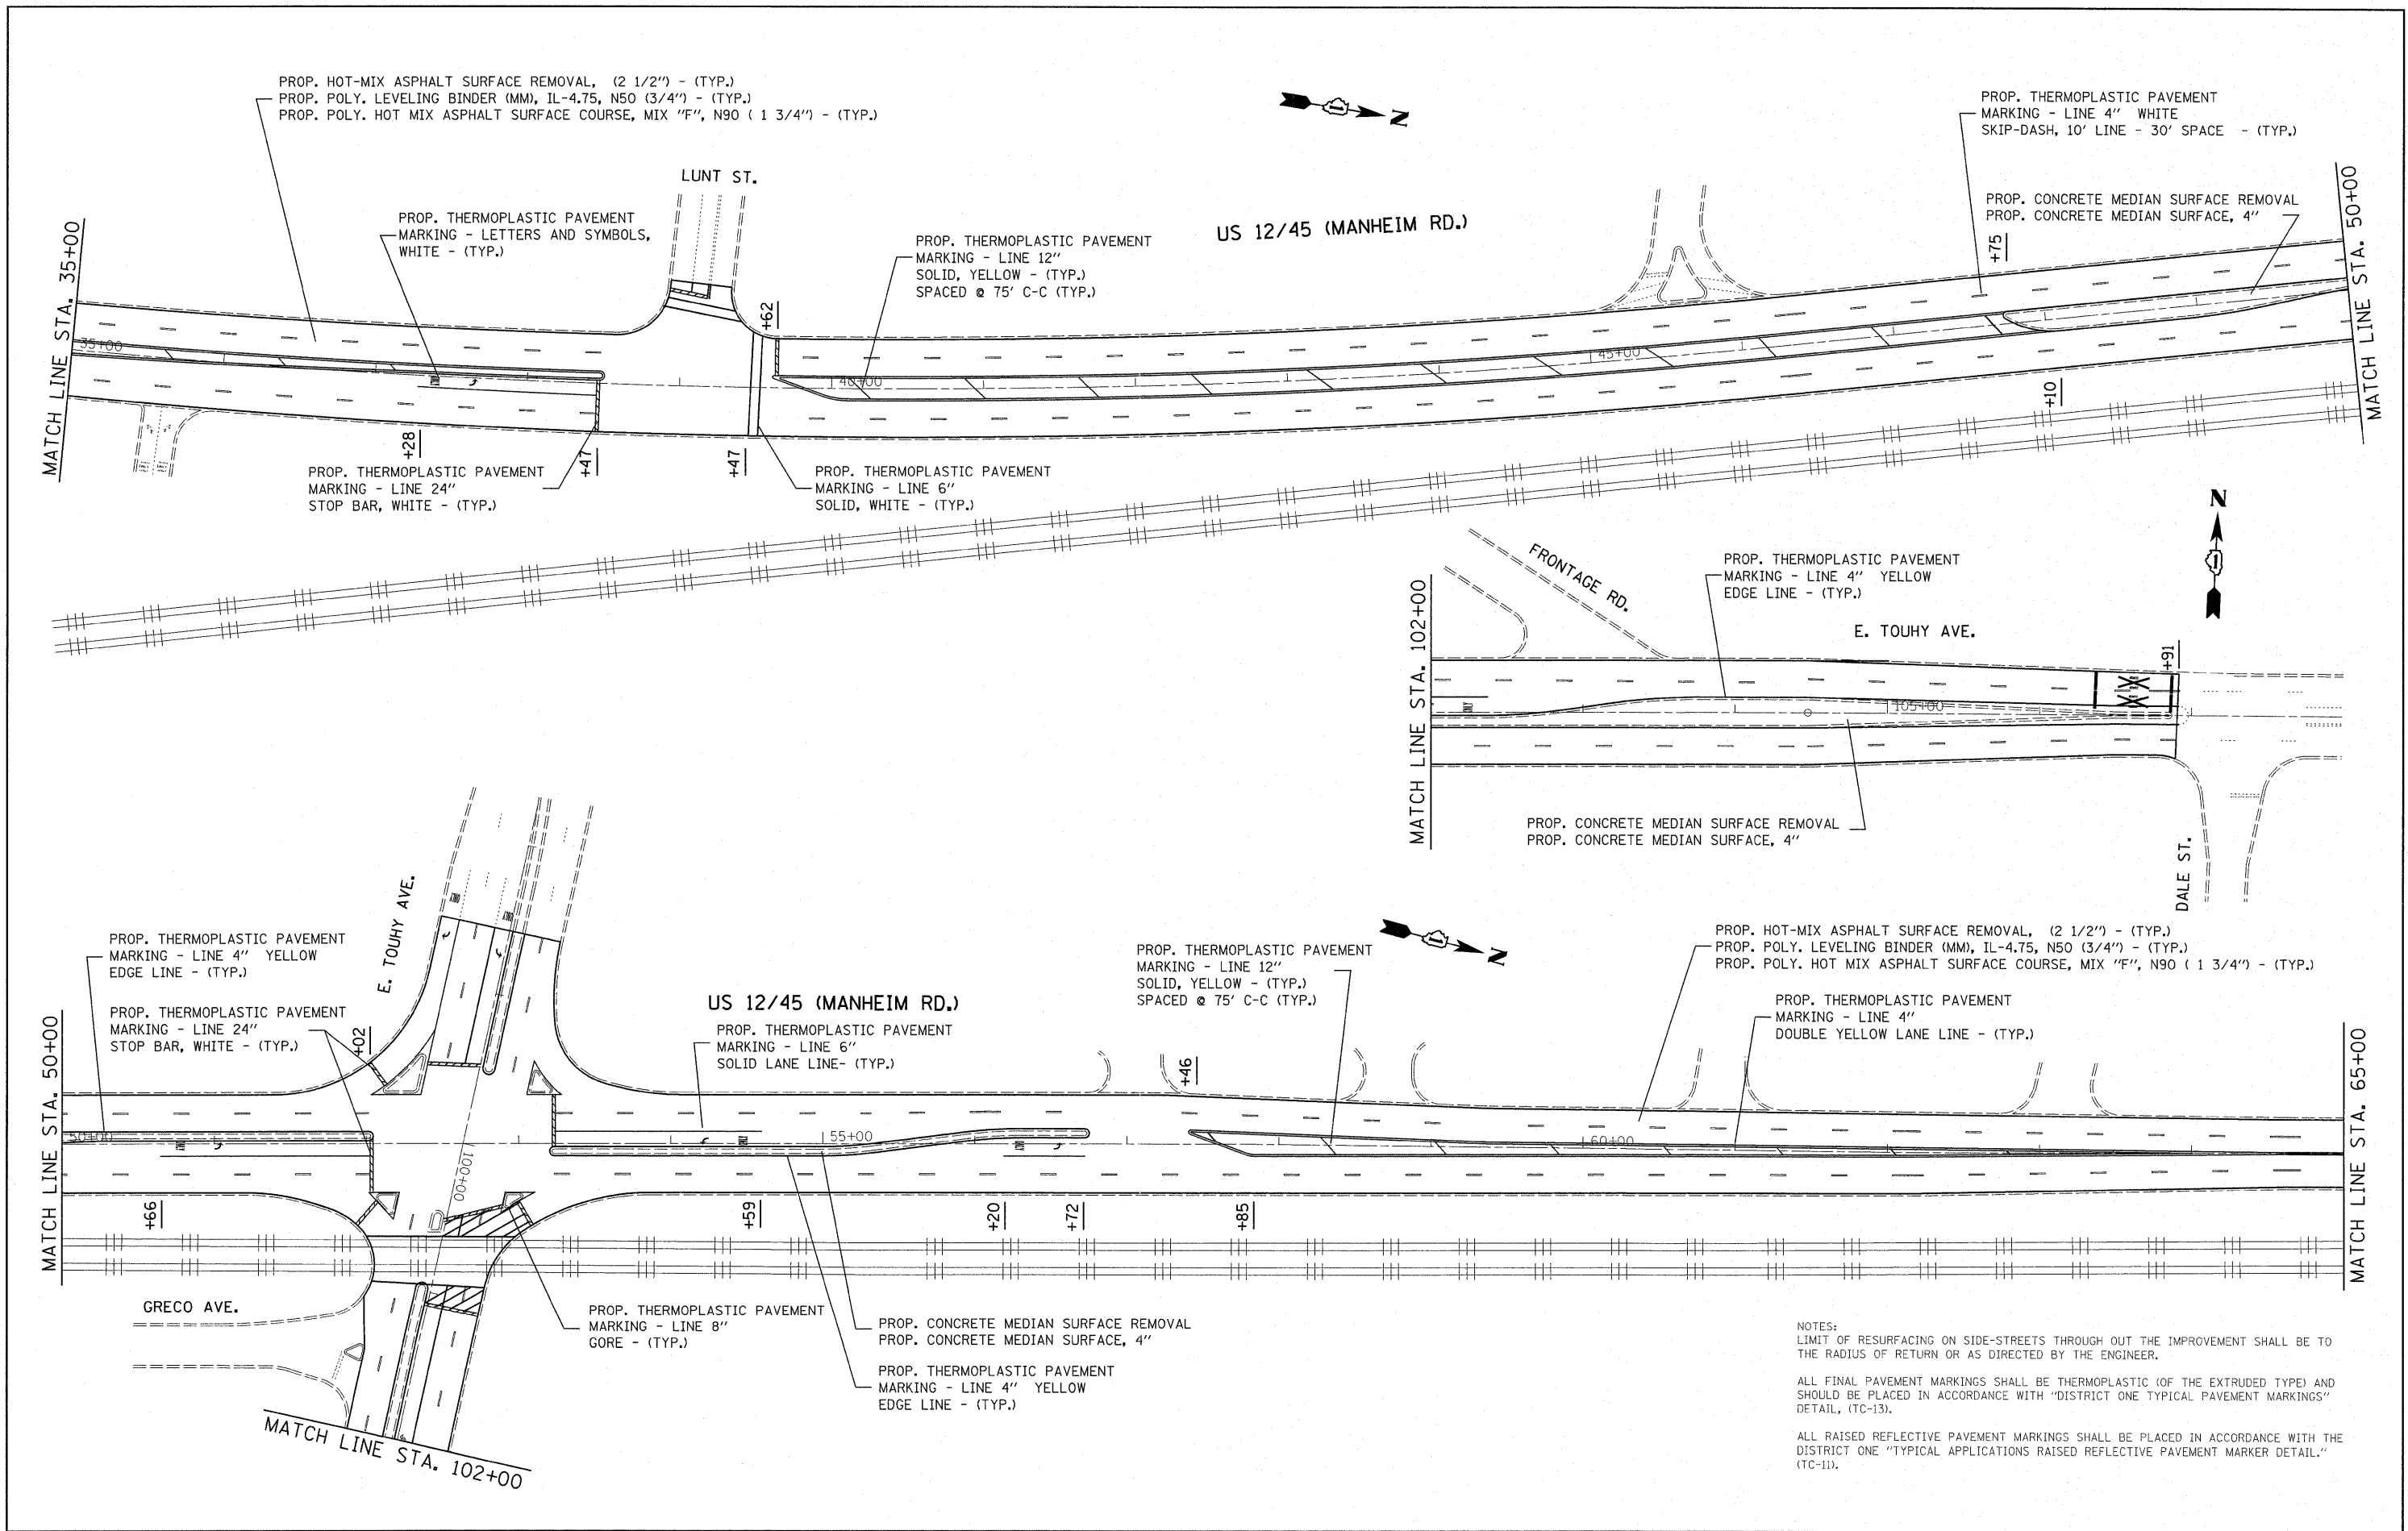 PROP. HOT-MIX ASPHALT SURFACE REMOVAL, (2 1/2") - (TYP.)
PROP. POLY. LEVELING BINDER (MM), IL-4.75, N50 (3/4") - (TYP.)
PROP. POLY. HOT MIX ASPHALT SURFACE COURSE, MIX "F", N90 ( 1 3/4") - (TYP.)
1
N
PROP. THERMOPLASTIC PAVEMENT
MARKING - LINE 4" WHITE
SKIP-DASH, 10' LINE - 30' SPACE - (TYP.)
LUNT ST.
PROP. THERMOPLASTIC PAVEMENT
MARKING - LETTERS AND SYMBOLS,
WHITE - (TYP.)
PROP. THERMOPLASTIC PAVEMENT
MARKING - LINE 12"
SOLID, YELLOW - (TYP.)
SPACED @ 75' C-C (TYP.)
US 12/45 (MANHEIM RD.)
PROP. CONCRETE MEDIAN SURFACE REMOVAL
PROP. CONCRETE MEDIAN SURFACE, 4"
MATCH LINE STA. 35+00
MATCH LINE STA. 50+00
+75
+62
35+00
40+00
45+00
+28
+47
+47
+10
PROP. THERMOPLASTIC PAVEMENT
MARKING - LINE 24"
STOP BAR, WHITE - (TYP.)
PROP. THERMOPLASTIC PAVEMENT
MARKING - LINE 6"
SOLID, WHITE - (TYP.)
N
1
FRONTAGE RD.
PROP. THERMOPLASTIC PAVEMENT
MARKING - LINE 4" YELLOW
EDGE LINE - (TYP.)
E. TOUHY AVE.
MATCH LINE STA. 102+00
+91
ONLY
105+00
PROP. CONCRETE MEDIAN SURFACE REMOVAL
PROP. CONCRETE MEDIAN SURFACE, 4"
DALE ST.
E. TOUHY AVE.
PROP. THERMOPLASTIC PAVEMENT
MARKING - LINE 4" YELLOW
EDGE LINE - (TYP.)
PROP. THERMOPLASTIC PAVEMENT
MARKING - LINE 24"
STOP BAR, WHITE - (TYP.)
+02
US 12/45 (MANHEIM RD.)
PROP. THERMOPLASTIC PAVEMENT
MARKING - LINE 6"
SOLID LANE LINE- (TYP.)
PROP. THERMOPLASTIC PAVEMENT
MARKING - LINE 12"
SOLID, YELLOW - (TYP.)
SPACED @ 75' C-C (TYP.)
1
N
PROP. HOT-MIX ASPHALT SURFACE REMOVAL, (2 1/2") - (TYP.)
PROP. POLY. LEVELING BINDER (MM), IL-4.75, N50 (3/4") - (TYP.)
PROP. POLY. HOT MIX ASPHALT SURFACE COURSE, MIX "F", N90 ( 1 3/4") - (TYP.)
PROP. THERMOPLASTIC PAVEMENT
MARKING - LINE 4"
DOUBLE YELLOW LANE LINE - (TYP.)
MATCH LINE STA. 50+00
MATCH LINE STA. 65+00
+46
50+00
55+00
60+00
100+00
+66
+59
+20
+72
+85
GRECO AVE.
PROP. THERMOPLASTIC PAVEMENT
MARKING - LINE 8"
GORE - (TYP.)
PROP. CONCRETE MEDIAN SURFACE REMOVAL
PROP. CONCRETE MEDIAN SURFACE, 4"
PROP. THERMOPLASTIC PAVEMENT
MARKING - LINE 4" YELLOW
EDGE LINE - (TYP.)
MATCH LINE STA. 102+00
NOTES:
LIMIT OF RESURFACING ON SIDE-STREETS THROUGH OUT THE IMPROVEMENT SHALL BE TO
THE RADIUS OF RETURN OR AS DIRECTED BY THE ENGINEER.
ALL FINAL PAVEMENT MARKINGS SHALL BE THERMOPLASTIC (OF THE EXTRUDED TYPE) AND
SHOULD BE PLACED IN ACCORDANCE WITH "DISTRICT ONE TYPICAL PAVEMENT MARKINGS"
DETAIL, (TC-13).
ALL RAISED REFLECTIVE PAVEMENT MARKINGS SHALL BE PLACED IN ACCORDANCE WITH THE
DISTRICT ONE "TYPICAL APPLICATIONS RAISED REFLECTIVE PAVEMENT MARKER DETAIL."
(TC-11).